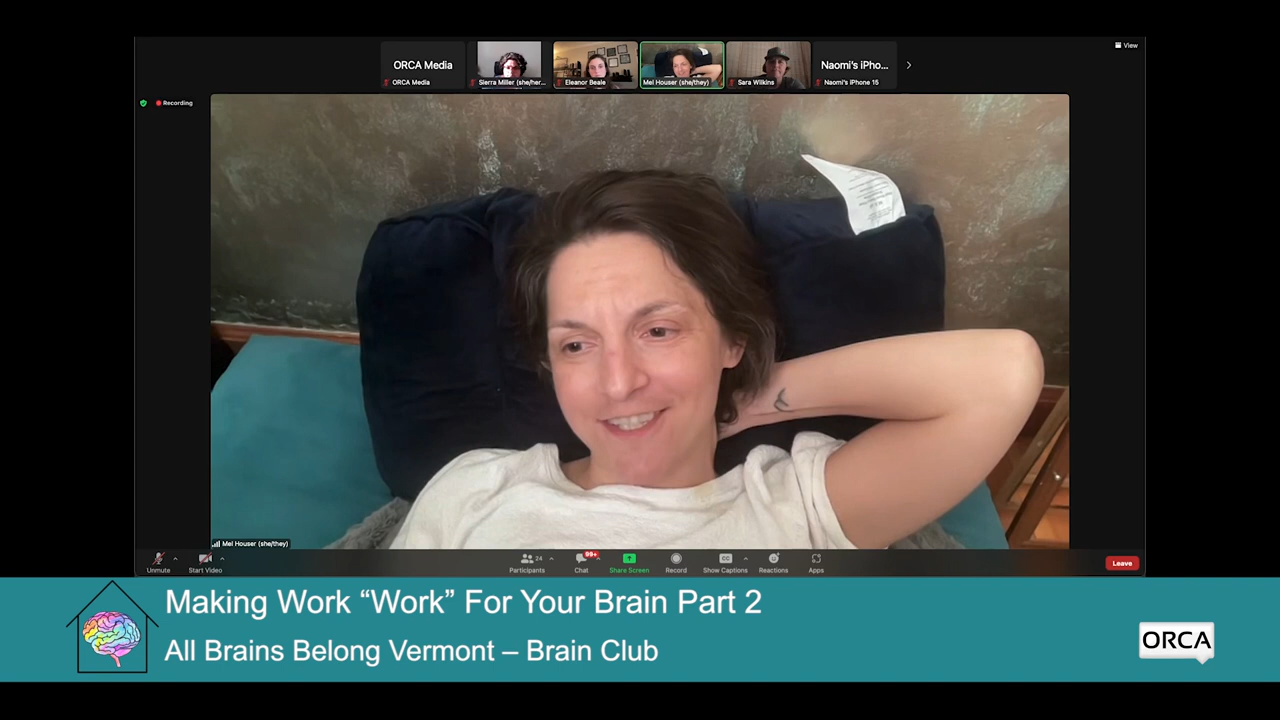 View
ORCA Media
ORCA Media
Sierra Miller (she/her...
Eleanor Beale
Mel Houser (she/they)
Sara Wilkins
Naomi's iPho...
Naomi's iPhone 15
Recording
Mel Houser (she/they)
Unmute
Start Video
24
Participants
99+
Chat
Share Screen
Record
CC
Show Captions
Reactions
Apps
Leave
Making Work “Work” For Your Brain Part 2
All Brains Belong Vermont – Brain Club
ORCA